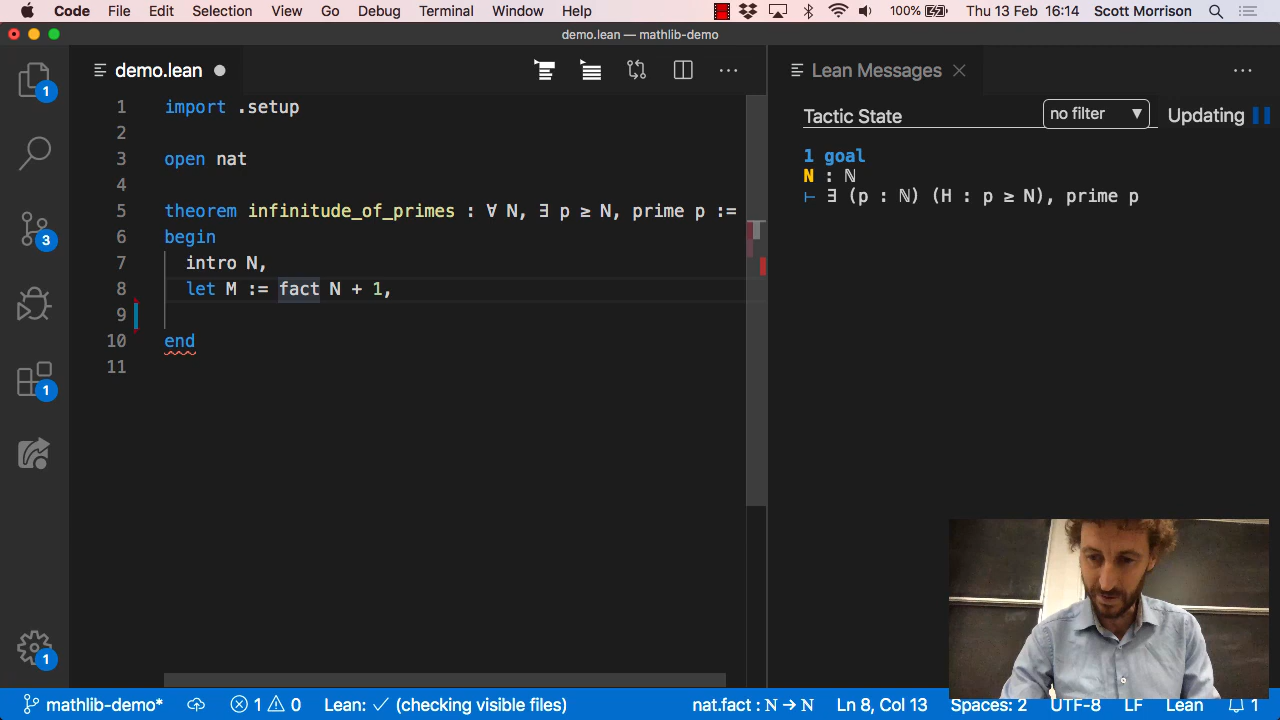 Code File Edit Selection View Go Debug Terminal Window Help 100% Thu 13 Feb 16:14 Scott Morrison
demo.lean — mathlib-demo
demo.lean
Lean Messages
1 import .setup
2
3 open nat
4
5 theorem infinitude_of_primes : ∀ N, ∃ p ≥ N, prime p :=
6 begin
7 intro N,
8 let M := fact N + 1,
9
10 end
11
Tactic State no filter ▼ Updating
1 goal
N : ℕ
⊢ ∃ (p : ℕ) (H : p ≥ N), prime p
1
3
1
1
mathlib-demo* 1 0 Lean: ✓ (checking visible files) nat.fact : ℕ → ℕ Ln 8, Col 13 Spaces: 2 UTF-8 LF Lean 1